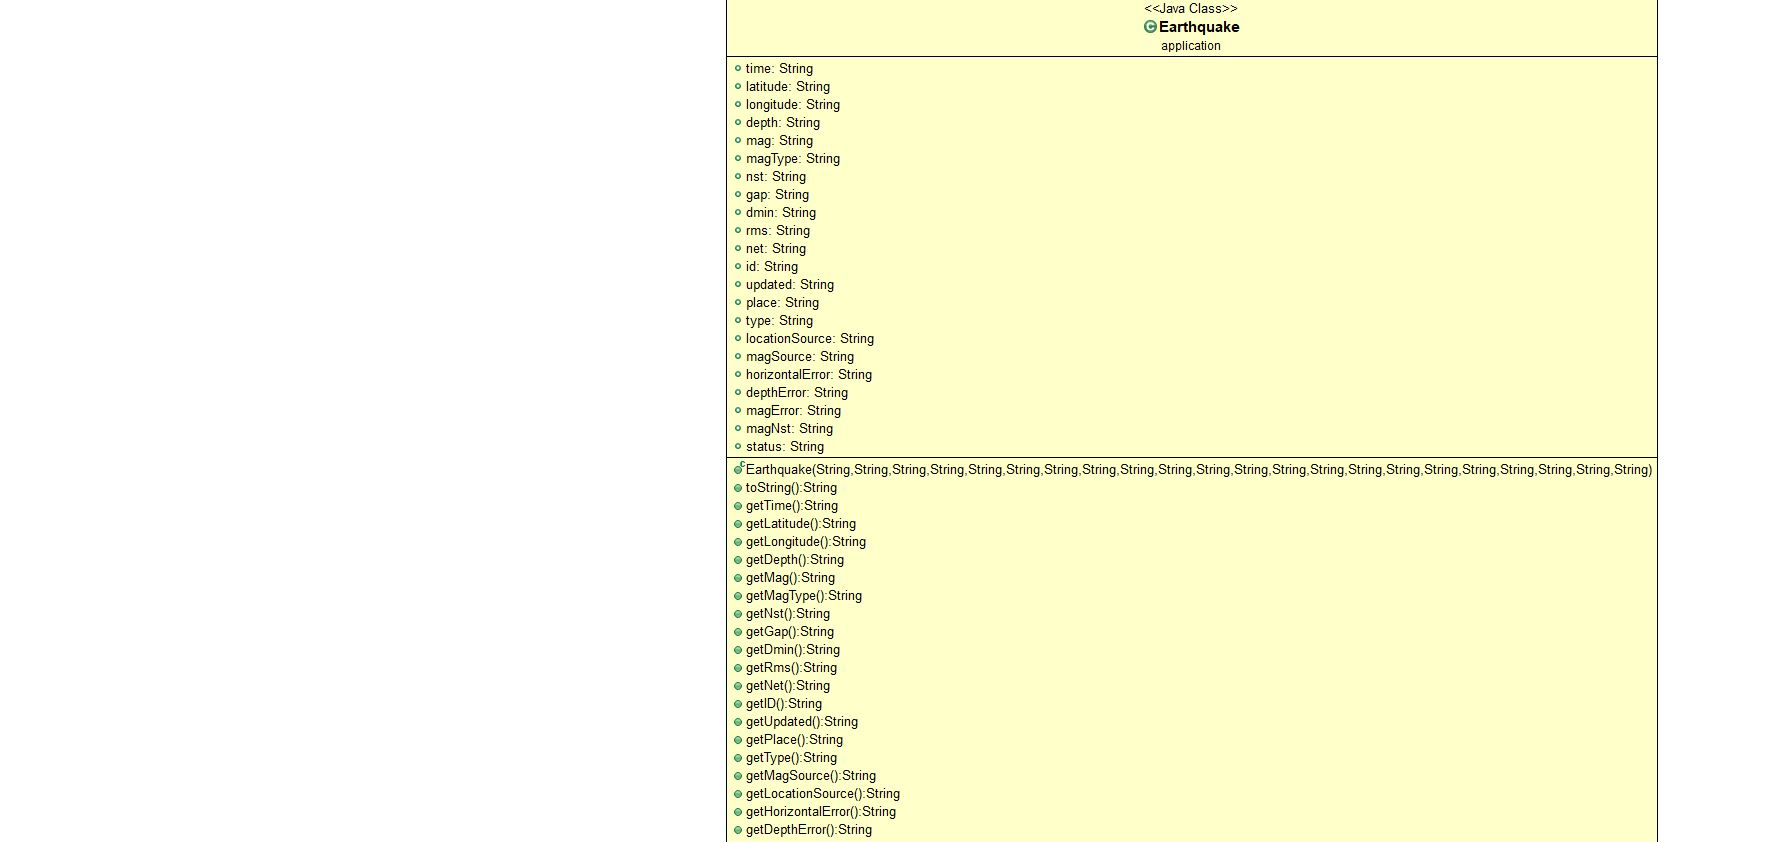 <<Java Class>>
Earthquake
application
time: String
latitude: String
longitude: String
depth: String
mag: String
magType: String
nst: String
gap: String
dmin: String
rms: String
net: String
id: String
updated: String
place: String
type: String
locationSource: String
magSource: String
horizontalError: String
depthError: String
magError: String
magNst: String
status: String
Earthquake(String,String,String,String,String,String,String,String,String,String,String,String,String,String,String,String,String,String,String,String,String,String)
toString():String
getTime():String
getLatitude():String
getLongitude():String
getDepth():String
getMag():String
getMagType():String
getNst():String
getGap():String
getDmin():String
getRms():String
getNet():String
getID():String
getUpdated():String
getPlace():String
getType():String
getMagSource():String
getLocationSource():String
getHorizontalError():String
getDepthError():String